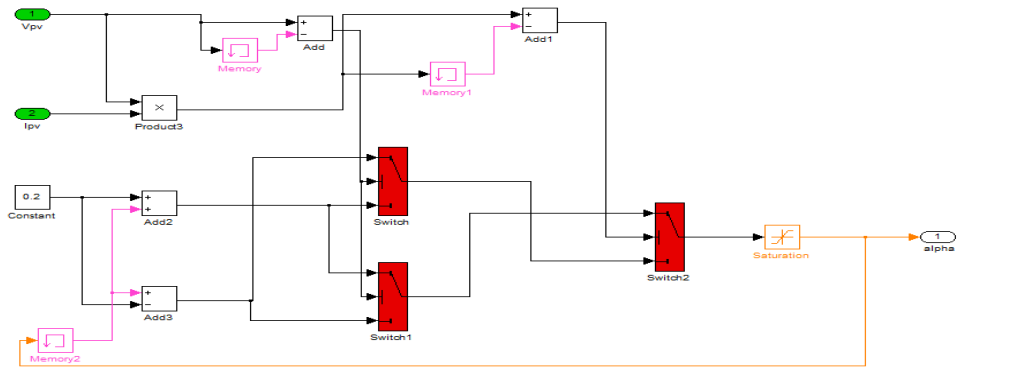 1
Vpv
+
−
Add
Memory
+
−
Add1
Memory1
2
Ipv
×
Product3
0.2
Constant
+
+
Add2
Switch
+
−
Add3
Switch1
Memory2
Switch2
Saturation
1
alpha